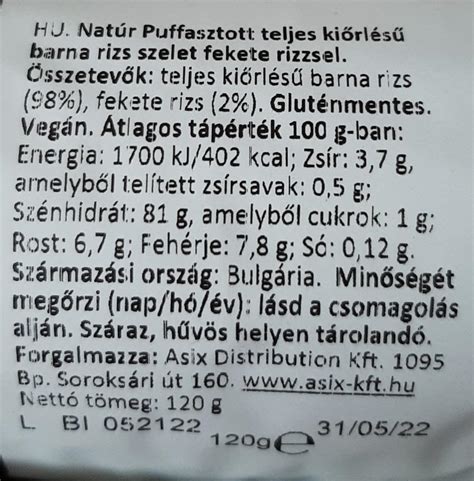 HU. Natúr Puffasztott teljes kiőrlésű
barna rizs szelet fekete rizzsel.
Összetevők: teljes kiőrlésű barna rizs
(98%), fekete rizs (2%). Gluténmentes.
Vegán. Átlagos tápérték 100 g-ban:
Energia: 1700 kJ/402 kcal; Zsír: 3,7 g,
amelyből telített zsírsavak: 0,5 g;
Szénhidrát: 81 g, amelyből cukrok: 1 g;
Rost: 6,7 g; Fehérje: 7,8 g; Só: 0,12 g.
Származási ország: Bulgária. Minőségét
megőrzi (nap/hó/év): lásd a csomagolás
alján. Száraz, hűvös helyen tárolandó.
Forgalmazza: Asix Distribution Kft. 1095
Bp. Soroksári út 160. www.asix-kft.hu
Nettó tömeg: 120 g
L BI 052122 120g e 31/05/22